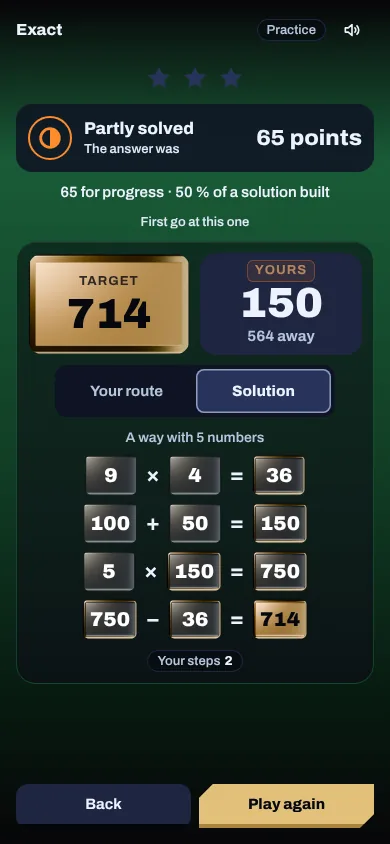 Exact
Practice
Partly solved
The answer was
65 points
65 for progress · 50 % of a solution built
First go at this one
TARGET
714
YOURS
150
564 away
Your route
Solution
A way with 5 numbers
9 × 4 = 36
100 + 50 = 150
5 × 150 = 750
750 − 36 = 714
Your steps 2
Back
Play again